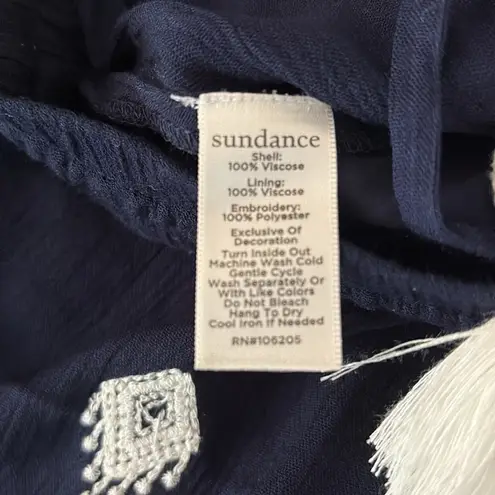 sundance
Shell:
100% Viscose
Lining:
100% Viscose
Embroidery:
100% Polyester
Exclusive Of
Decoration
Turn Inside Out
Machine Wash Cold
Gentle Cycle
Wash Separately Or
With Like Colors
Do Not Bleach
Hang To Dry
Cool Iron If Needed
RN#106205